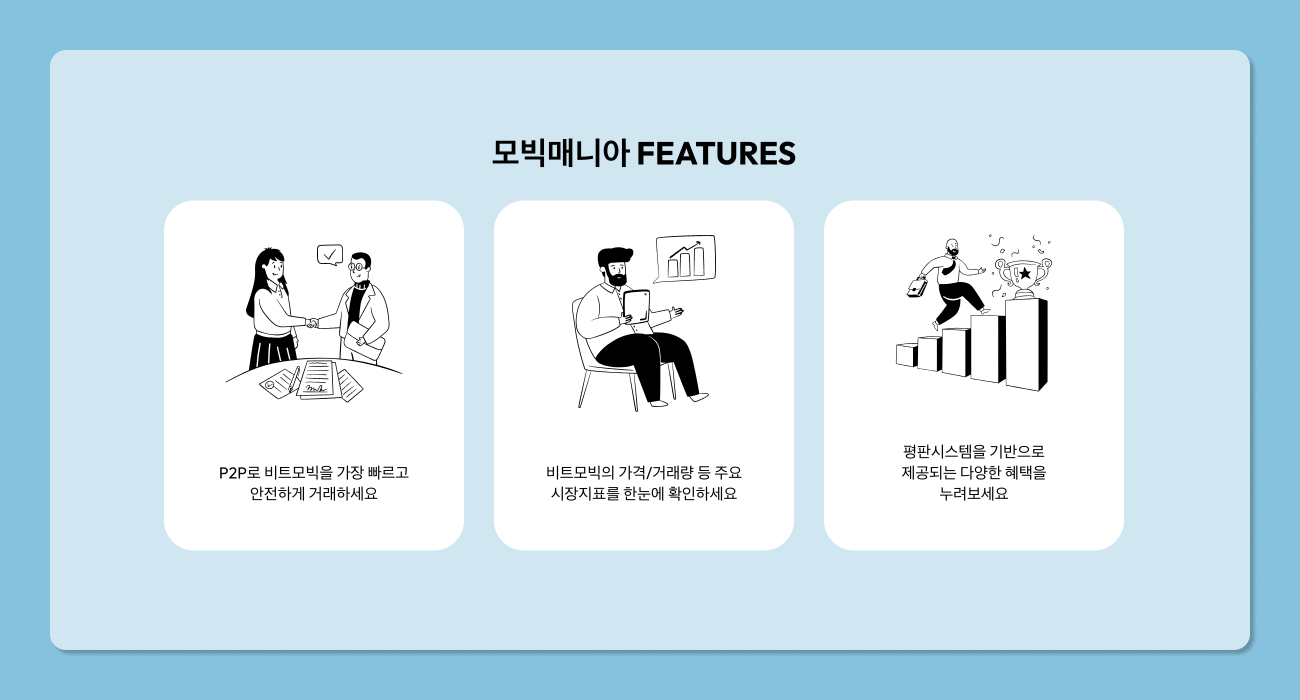 모빅매니아 FEATURES
P2P로 비트모빅을 가장 빠르고
안전하게 거래하세요
비트모빅의 가격/거래량 등 주요
시장지표를 한눈에 확인하세요
평판시스템을 기반으로
제공되는 다양한 혜택을
누려보세요